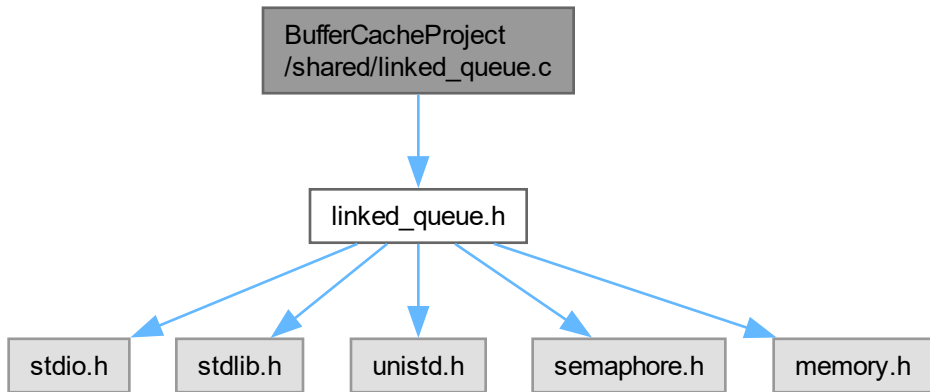 BufferCacheProject
/shared/linked_queue.c
linked_queue.h
stdio.h
stdlib.h
unistd.h
semaphore.h
memory.h